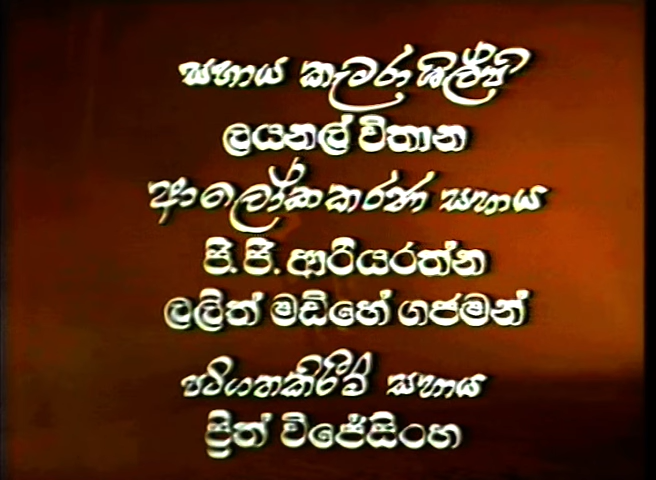 සහාය කැමරා ශිල්පී
ලයනල් විතාන
ආලෝකකරණ සහාය
පී. පී. ආරියරත්න
ලලිත් මඩිහේ ගජමන්
පටිගතකිරීම් සහාය
ප්‍රිත් විජේසිංහ